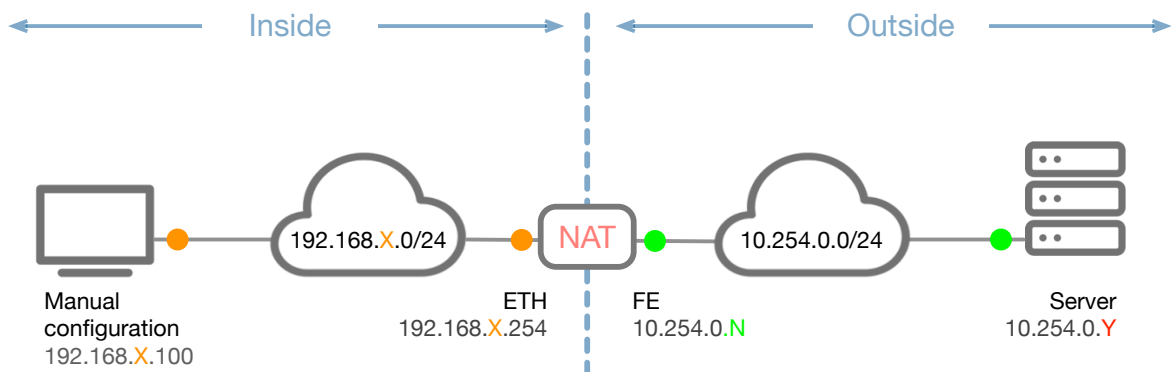 Inside
Outside
192.168.X.0/24
NAT
10.254.0.0/24
Manual
configuration
192.168.X.100
ETH
192.168.X.254
FE
10.254.0.N
Server
10.254.0.Y